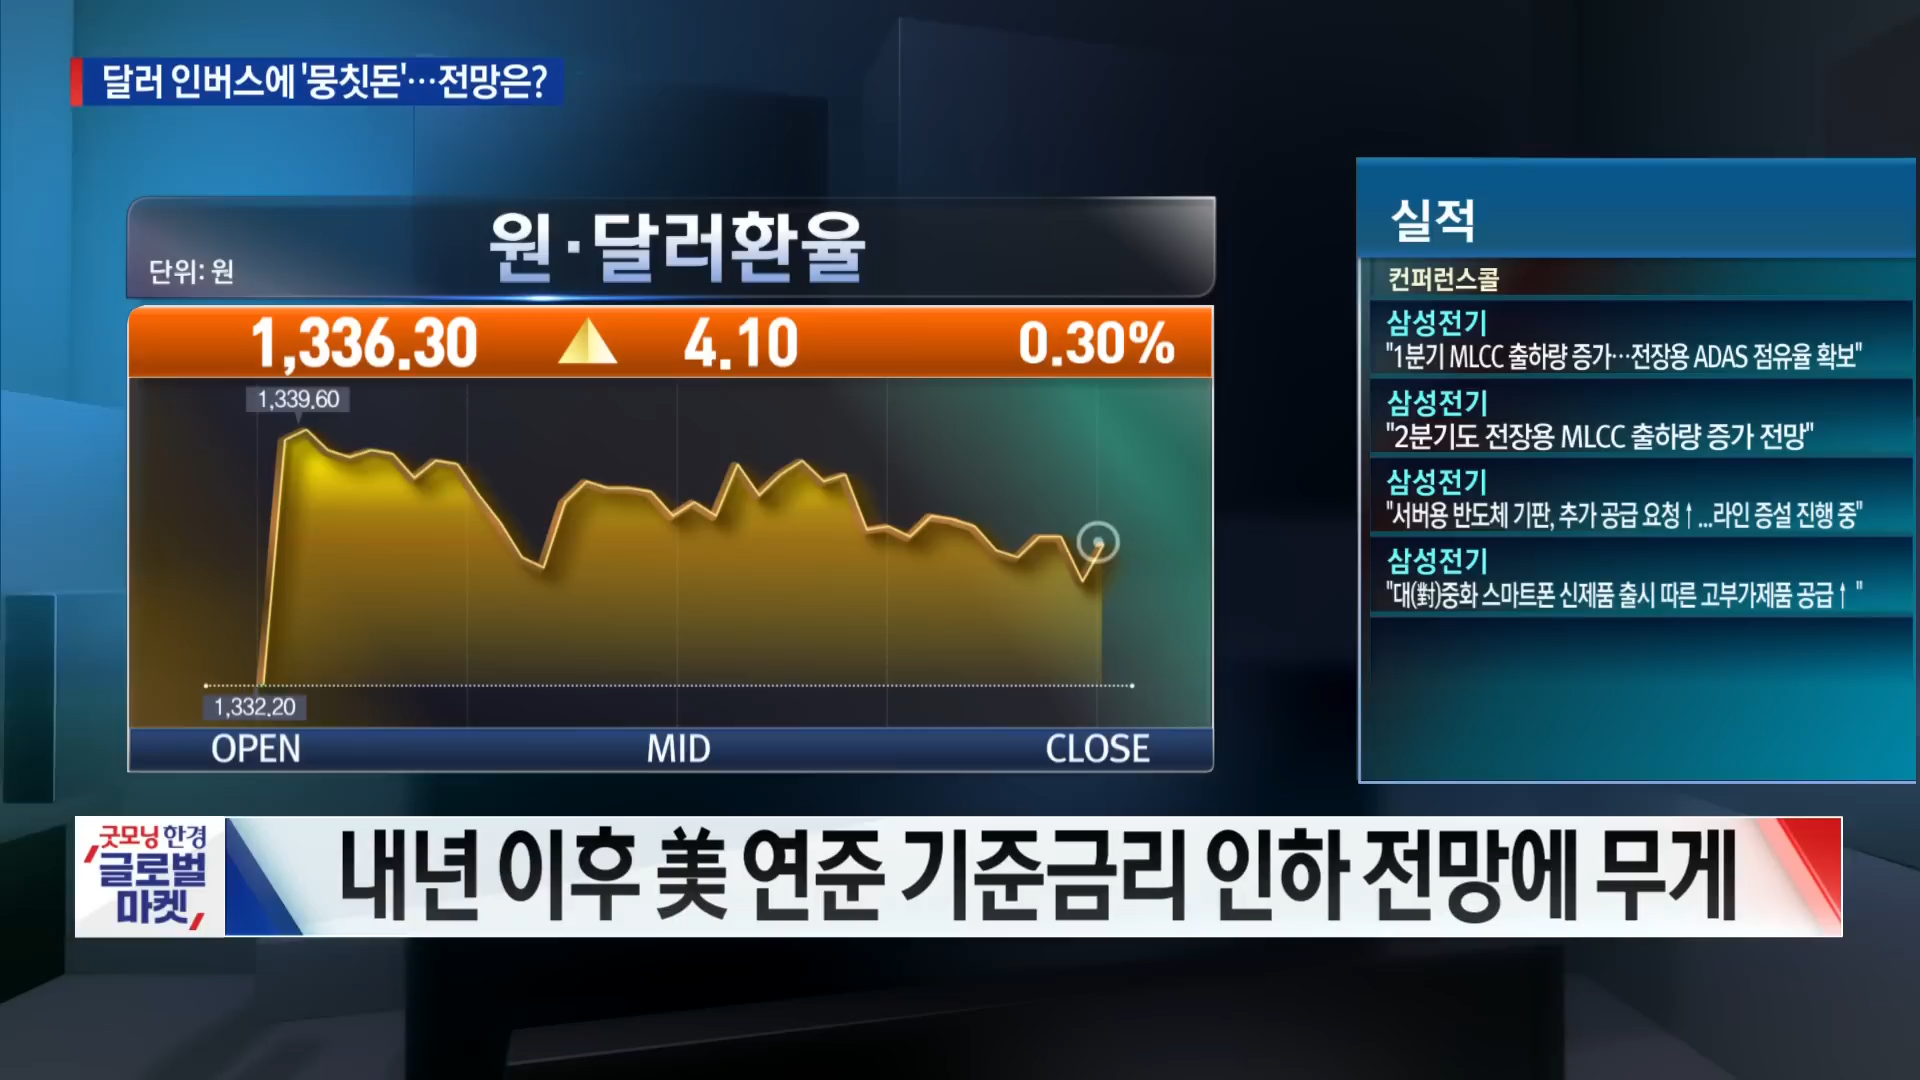 달러 인버스에 '뭉칫돈'…전망은?
원·달러환율
단위: 원
1,336.30 ▲ 4.10 0.30%
1,339.60
1,332.20
OPEN MID CLOSE
실적
컨퍼런스콜
삼성전기
"1분기 MLCC 출하량 증가…전장용 ADAS 점유율 확보"
삼성전기
"2분기도 전장용 MLCC 출하량 증가 전망"
삼성전기
"서버용 반도체 기판, 추가 공급 요청↑...라인 증설 진행 중"
삼성전기
"대(對)중화 스마트폰 신제품 출시 따른 고부가제품 공급↑ "
굿모닝 한경
글로벌
마켓
내년 이후 美 연준 기준금리 인하 전망에 무게